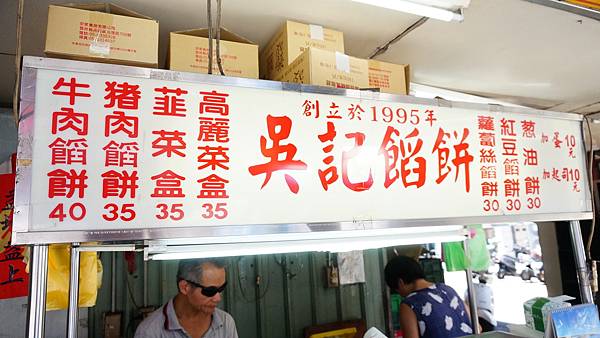 牛肉餡餅 40
豬肉餡餅 35
韮菜盒 35
高麗菜盒 35
創立於1995年
吳記餡餅
蘿蔔絲餡餅 30
紅豆餡餅 30
葱油餅 30
加蛋10元
加起司10元